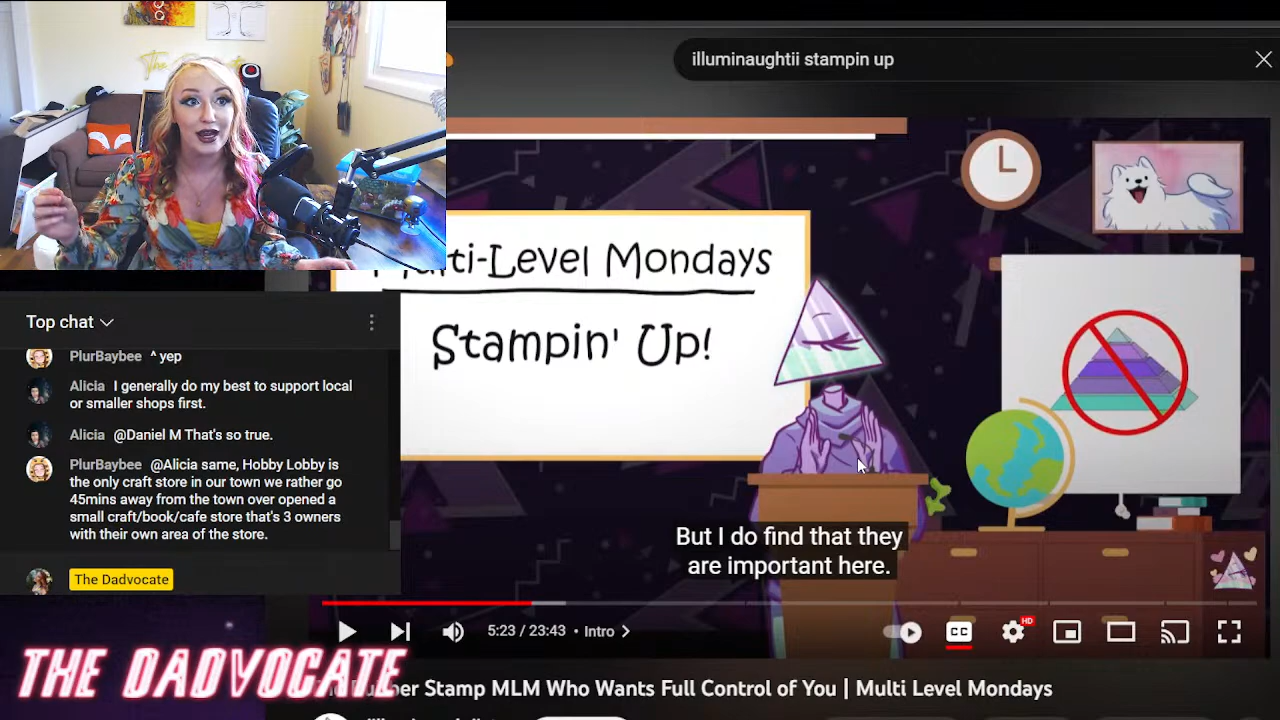 illuminaughtii stampin up
Multi-Level Mondays
Stampin' Up!
Top chat
PlurBaybee ^ yep
Alicia I generally do my best to support local
or smaller shops first.
Alicia @Daniel M That's so true.
PlurBaybee @Alicia same, Hobby Lobby is
the only craft store in our town we rather go
45mins away from the town over opened a
small craft/book/cafe store that's 3 owners
with their own area of the store.
The Dadvocate
But I do find that they
are important here.
5:23 / 23:43 • Intro
CC
HD
THE DADVOCATE
Stamp MLM Who Wants Full Control of You | Multi Level Mondays